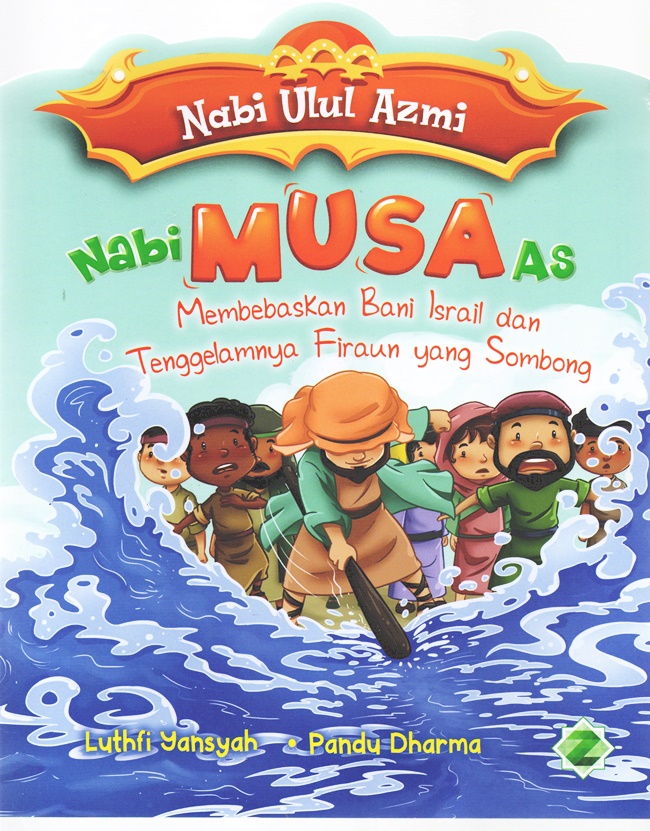 Nabi Ulul Azmi
Nabi MUSA AS
Membebaskan Bani Israil dan
Tenggelamnya Firaun yang Sombong
Luthfi Yansyah • Pandu Dharma
Z